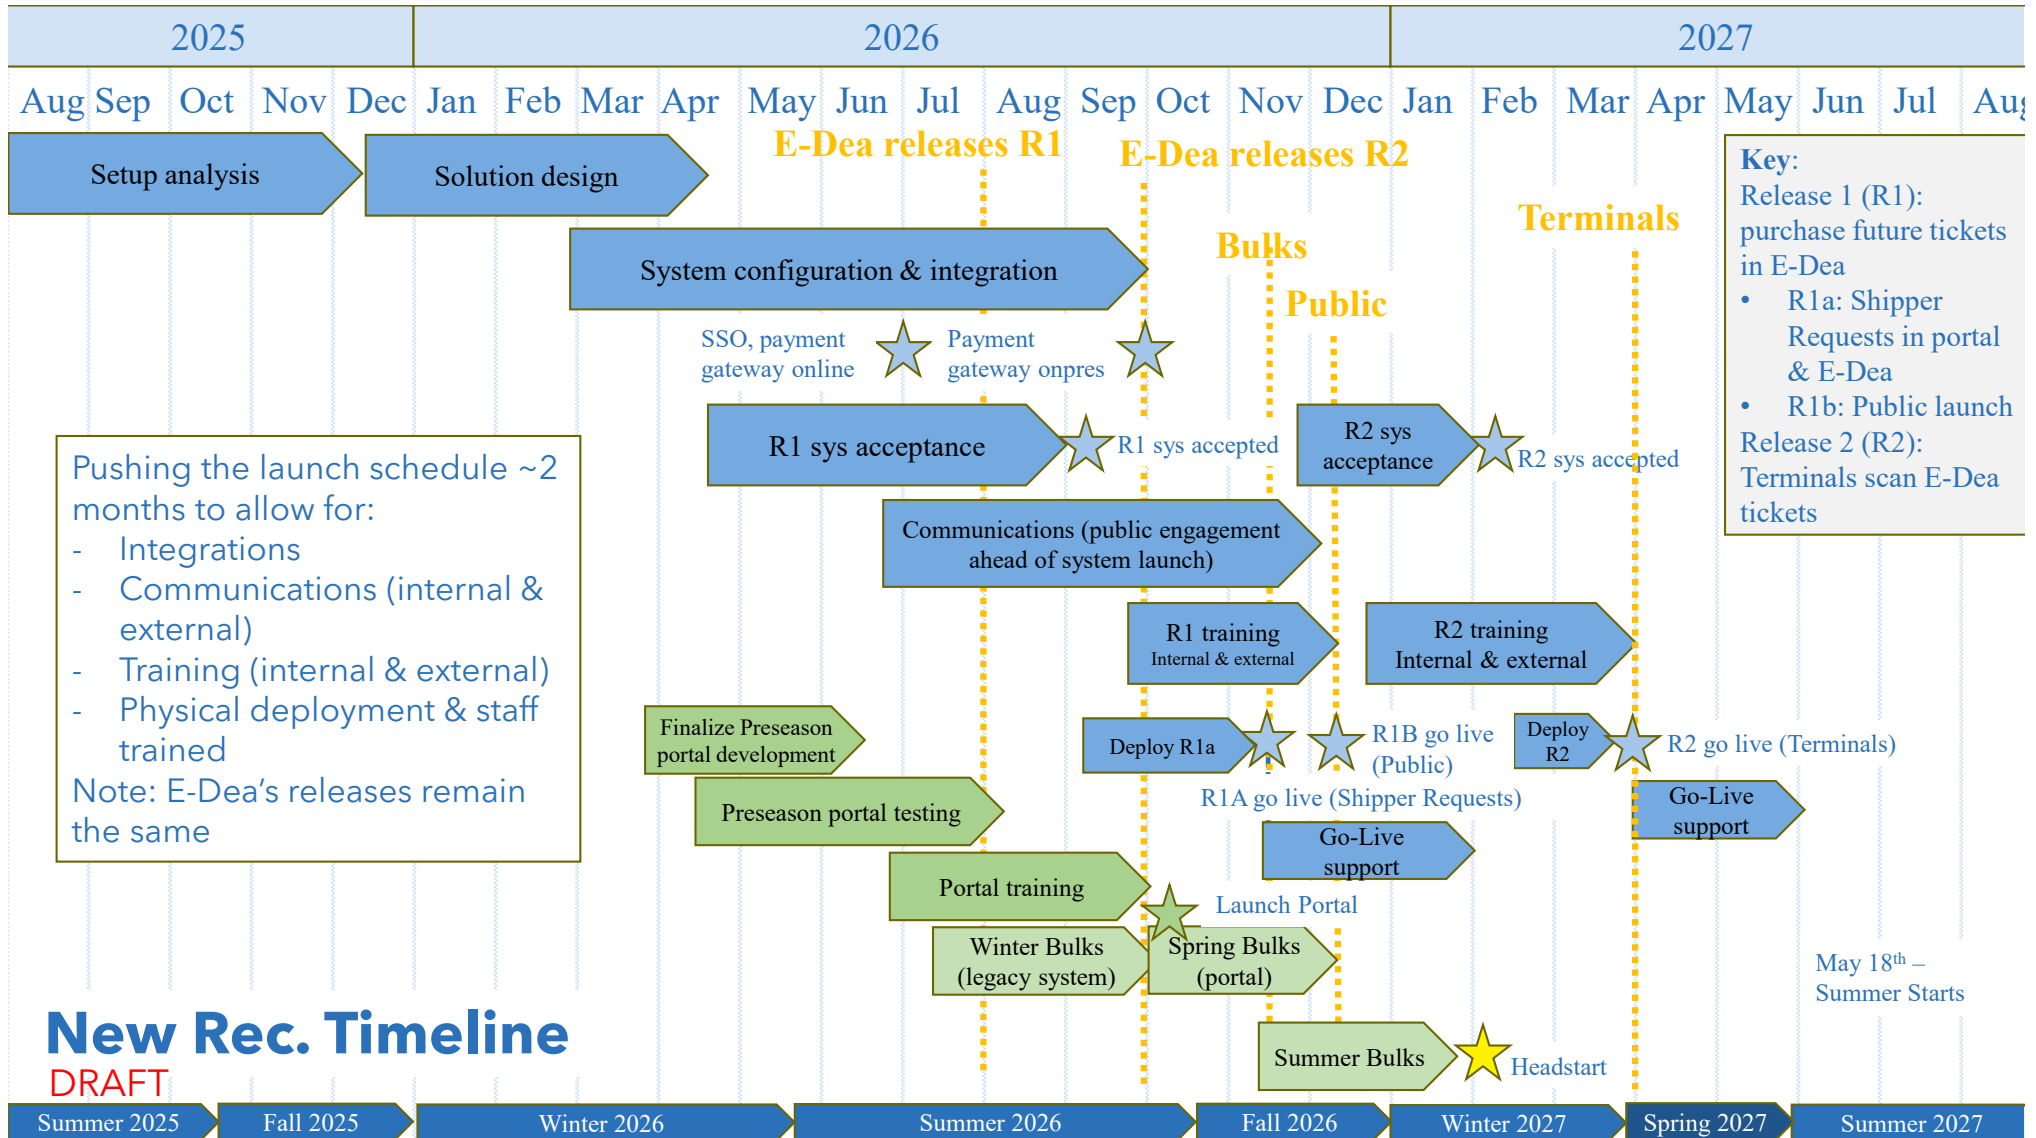 2025 2026 2027
Aug Sep Oct Nov Dec Jan Feb Mar Apr May Jun Jul Aug Sep Oct Nov Dec Jan Feb Mar Apr May Jun Jul Aug
E-Dea releases R1
E-Dea releases R2
Terminals
Bulks
Public
Setup analysis
Solution design
System configuration & integration
SSO, payment
gateway online
Payment
gateway onpres
R1 sys acceptance
R1 sys accepted
R2 sys
acceptance
R2 sys accepted
Communications (public engagement
ahead of system launch)
R1 training
Internal & external
R2 training
Internal & external
Finalize Preseason
portal development
Deploy R1a
R1B go live
(Public)
Deploy
R2
R2 go live (Terminals)
R1A go live (Shipper Requests)
Preseason portal testing
Go-Live
support
Go-Live
support
Portal training
Launch Portal
Winter Bulks
(legacy system)
Spring Bulks
(portal)
Summer Bulks
Headstart
May 18th –
Summer Starts
Key:
Release 1 (R1):
purchase future tickets
in E-Dea
• R1a: Shipper
Requests in portal
& E-Dea
• R1b: Public launch
Release 2 (R2):
Terminals scan E-Dea
tickets
Pushing the launch schedule ~2
months to allow for:
- Integrations
- Communications (internal &
external)
- Training (internal & external)
- Physical deployment & staff
trained
Note: E-Dea’s releases remain
the same
New Rec. Timeline
DRAFT
Summer 2025 Fall 2025 Winter 2026 Summer 2026 Fall 2026 Winter 2027 Spring 2027 Summer 2027